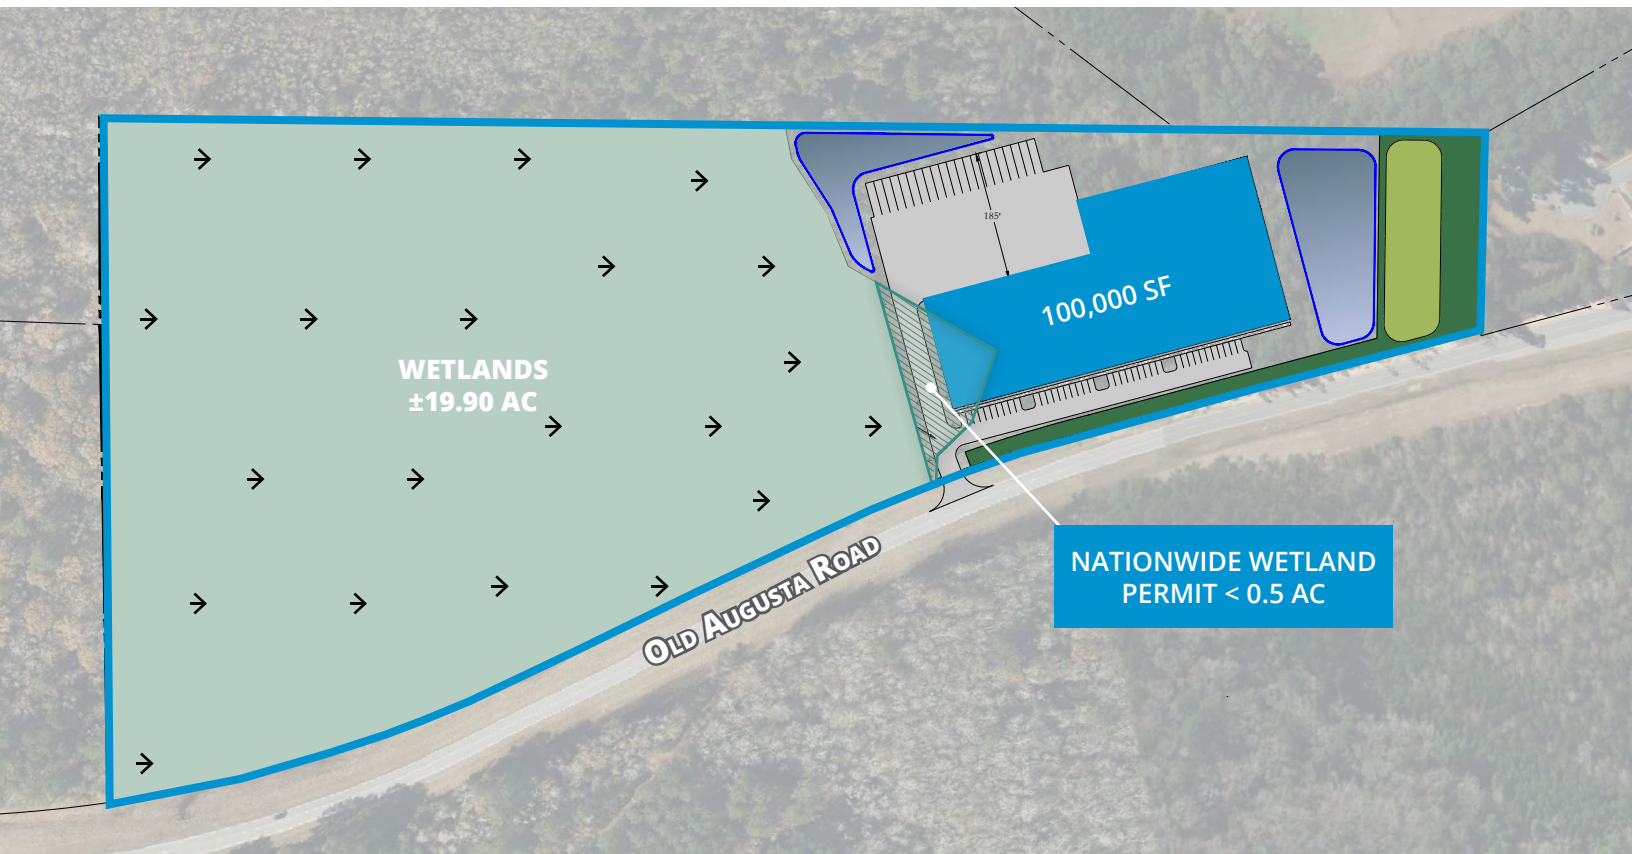 185'
100,000 SF
WETLANDS
±19.90 AC
OLD AUGUSTA ROAD
NATIONWIDE WETLAND
PERMIT < 0.5 AC